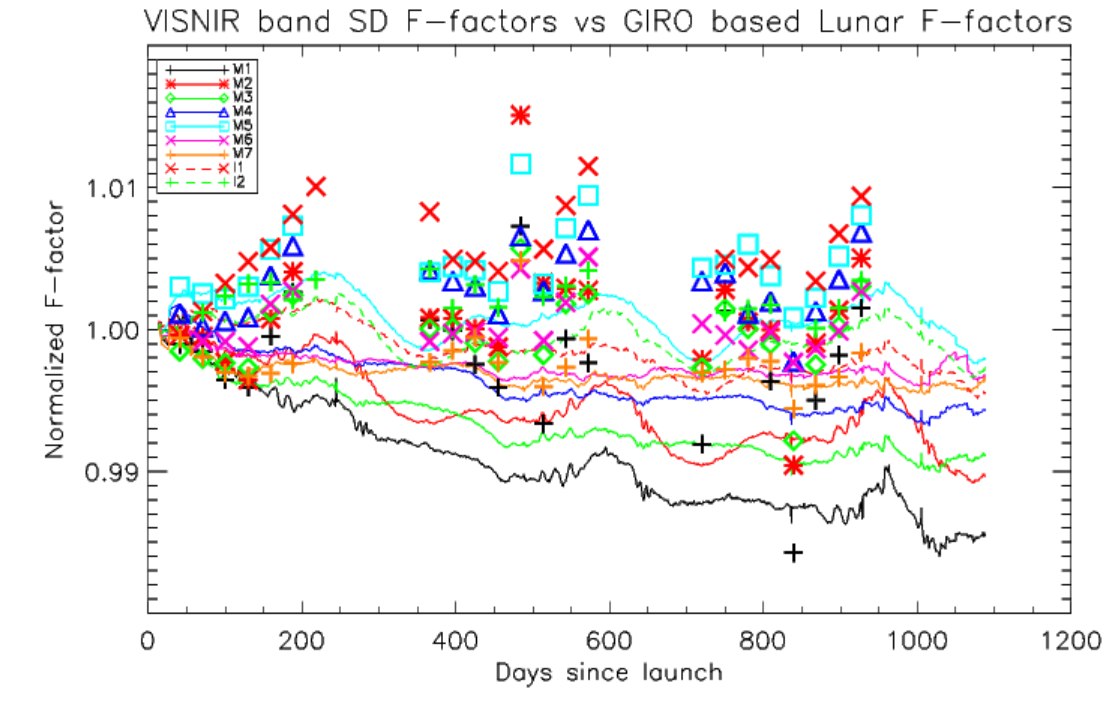 VISNIR band SD F-factors vs GIRO based Lunar F-factors
M1
M2
M3
M4
M5
M6
M7
I1
I2
1.01
1.00
0.99
Normalized F-factor
0 200 400 600 800 1000 1200
Days since launch